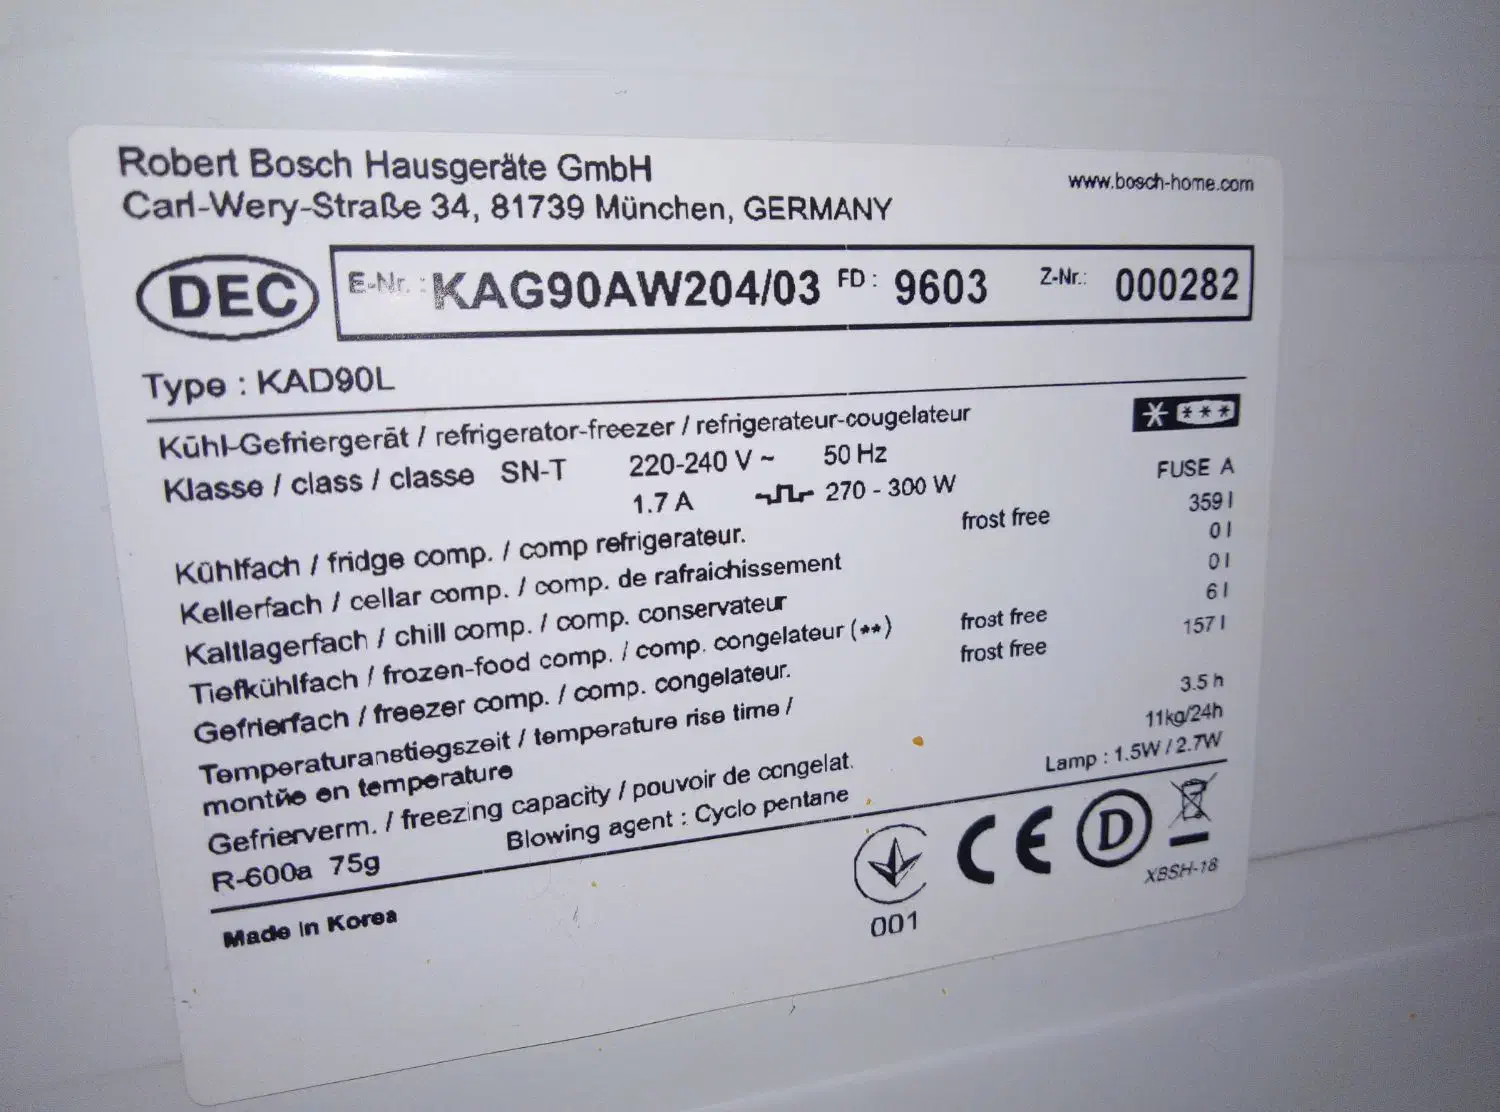 Robert Bosch Hausgeräte GmbH
www.bosch-home.com
Carl-Wery-Straße 34, 81739 München, GERMANY
DEC
E-Nr. : KAG90AW204/03 FD : 9603 Z-Nr.: 000282
Type : KAD90L
Kühl-Gefriergerät / refrigerator-freezer / refrigerateur-cougelateur
* ***
Klasse / class / classe SN-T 220-240 V ~ 50 Hz
FUSE A
1.7 A 270 - 300 W
Kühlfach / fridge comp. / comp refrigerateur. frost free 359 l
Kellerfach / cellar comp. / comp. de rafraichissement 0 l
Kaltlagerfach / chill comp. / comp. conservateur 0 l
Tiefkühlfach / frozen-food comp. / comp. congelateur (**) frost free 6 l
Gefrierfach / freezer comp. / comp. congelateur. frost free 157 l
Temperaturanstiegszeit / temperature rise time / 3.5 h
montüe en temperature
Gefrierverm. / freezing capacity / pouvoir de congelat. 11kg/24h
R-600a 75g Blowing agent : Cyclo pentane Lamp : 1.5W / 2.7W
Made in Korea
001
CE
D
XBSH-18